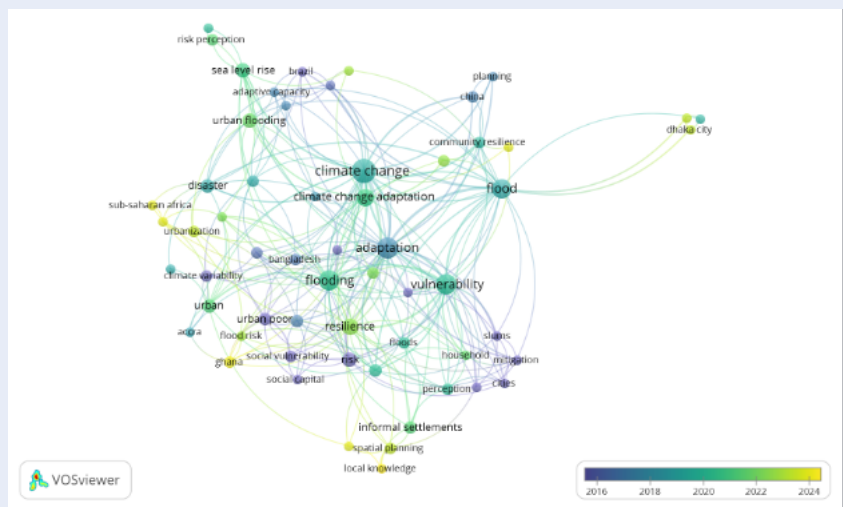 risk perception
sea level rise
brazil
adaptive capacity
planning
china
urban flooding
dhaka city
community resilience
climate change
disaster
flood
climate change adaptation
sub-saharan africa
urbanization
adaptation
bangladesh
climate variability
flooding
vulnerability
urban
urban poor
resilience
accra
flood risk
floods
slums
social vulnerability
household
ghana
risk
mitigation
social capital
perception
cities
informal settlements
spatial planning
local knowledge
VOSviewer
2016 2018 2020 2022 2024